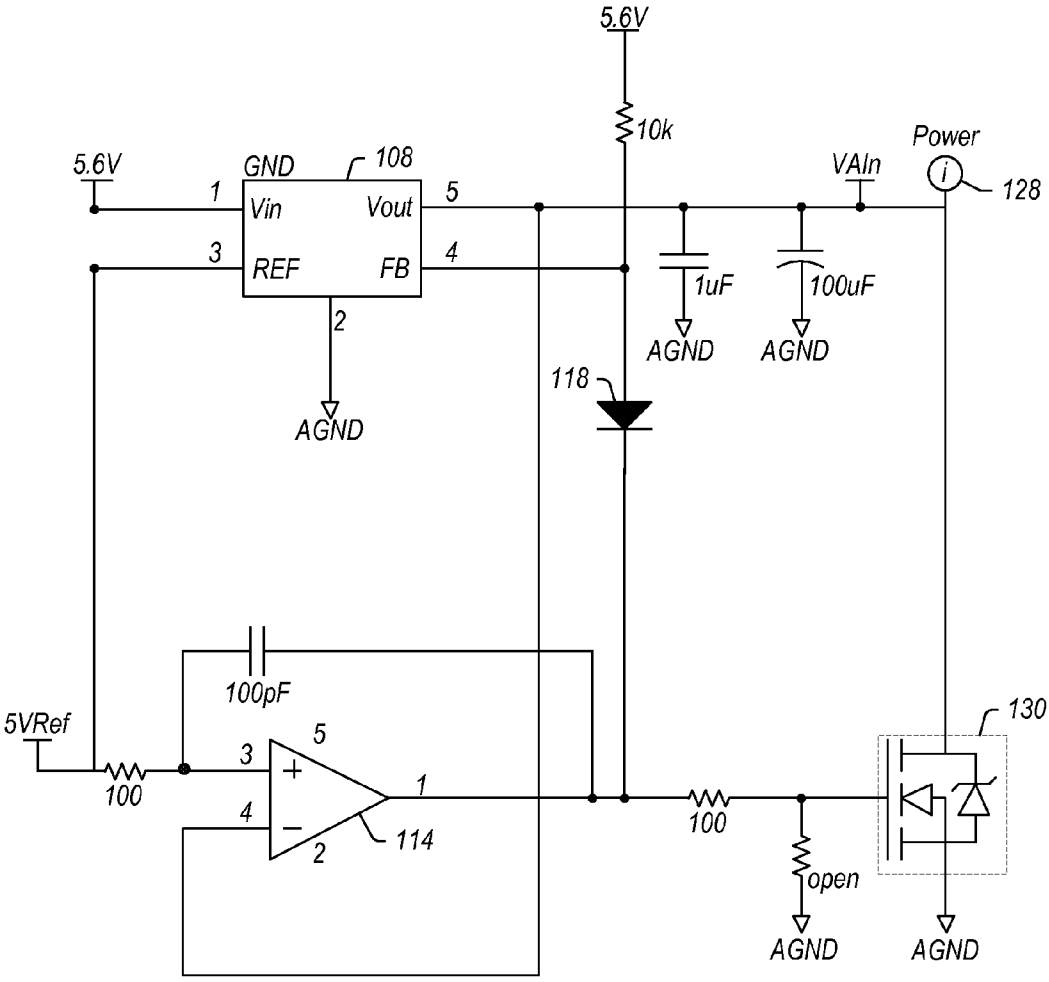 5.6V
10k
Power
i
128
5.6V
GND
108
VAIn
1
Vin
Vout
5
3
REF
FB
4
1uF
100uF
2
AGND
AGND
118
AGND
100pF
5VRef
130
5
3
+
100
1
4
−
100
114
2
open
AGND
AGND